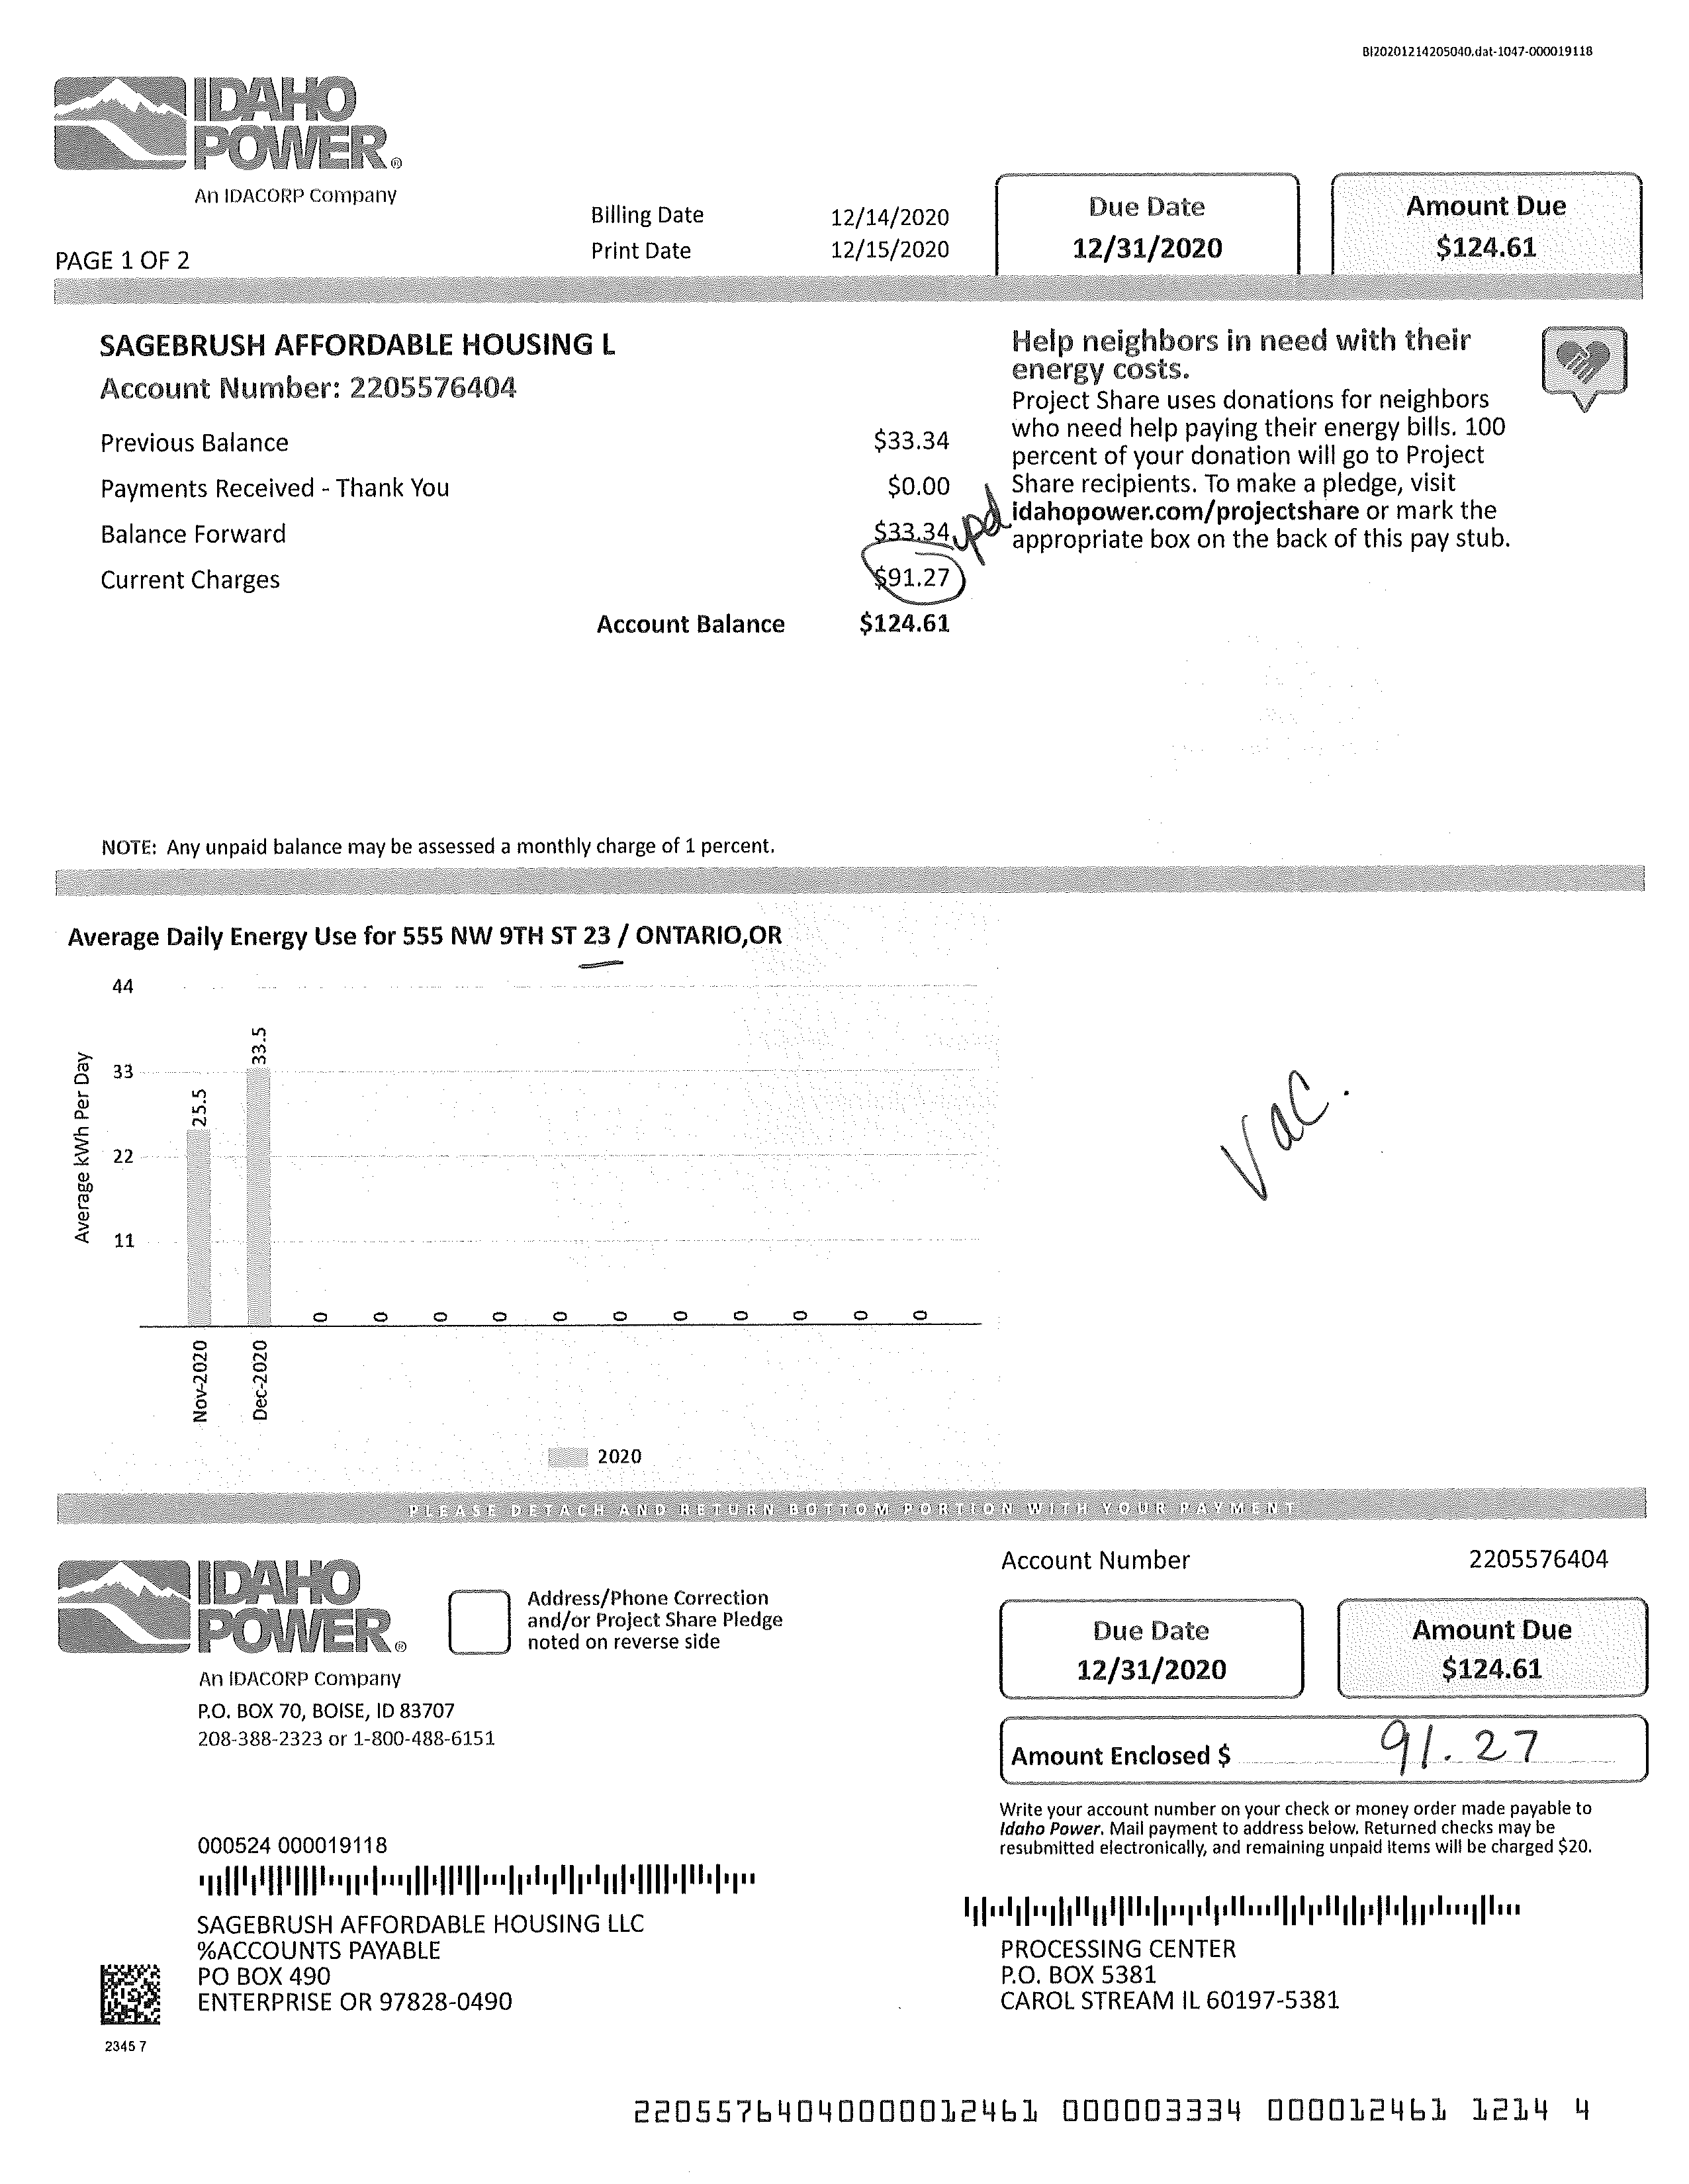 BI20201214205040.dat-1047-000019118
IDAHO
POWER®
An IDACORP Company
PAGE 1 OF 2
Billing Date 12/14/2020
Print Date 12/15/2020
Due Date
12/31/2020
Amount Due
$124.61
SAGEBRUSH AFFORDABLE HOUSING L
Account Number: 2205576404
Previous Balance $33.34
Payments Received - Thank You $0.00
Balance Forward $33.34 pd
Current Charges $91.27
Account Balance $124.61
Help neighbors in need with their
energy costs.
Project Share uses donations for neighbors
who need help paying their energy bills. 100
percent of your donation will go to Project
Share recipients. To make a pledge, visit
idahopower.com/projectshare or mark the
appropriate box on the back of this pay stub.
NOTE: Any unpaid balance may be assessed a monthly charge of 1 percent.
Average Daily Energy Use for 555 NW 9TH ST 23 / ONTARIO,OR
Average kWh Per Day
44
33
22
11
25.5
33.5
0 0 0 0 0 0 0 0 0 0 0
Nov-2020
Dec-2020
2020
Vac.
PLEASE DETACH AND RETURN BOTTOM PORTION WITH YOUR PAYMENT
IDAHO
POWER®
An IDACORP Company
P.O. BOX 70, BOISE, ID 83707
208-388-2323 or 1-800-488-6151
Address/Phone Correction
and/or Project Share Pledge
noted on reverse side
Account Number 2205576404
Due Date
12/31/2020
Amount Due
$124.61
Amount Enclosed $ 91.27
Write your account number on your check or money order made payable to
Idaho Power. Mail payment to address below. Returned checks may be
resubmitted electronically, and remaining unpaid items will be charged $20.
000524 000019118
SAGEBRUSH AFFORDABLE HOUSING LLC
%ACCOUNTS PAYABLE
PO BOX 490
ENTERPRISE OR 97828-0490
PROCESSING CENTER
P.O. BOX 5381
CAROL STREAM IL 60197-5381
2345 7
22055764040000012461 000003334 000012461 1214 4